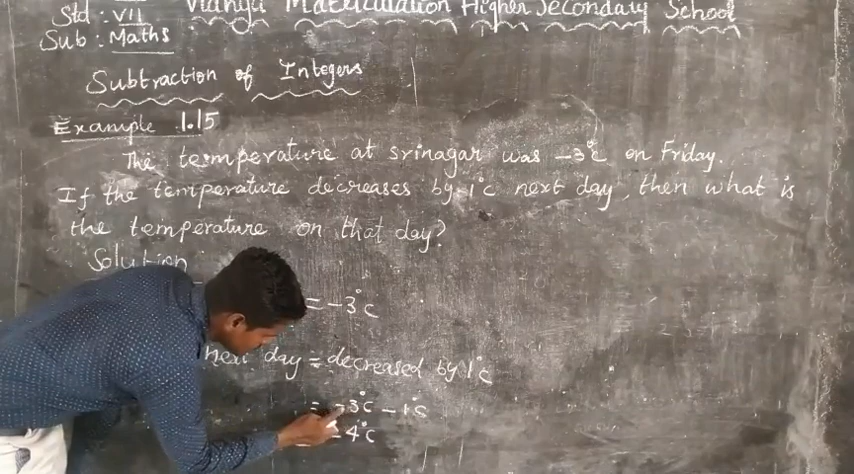 Std : VII Vidhya Matriculation Higher Secondary School
Sub : Maths
Subtraction of Integers
Example 1.15
The temperature at srinagar was -3°c on Friday.
If the temperature decreases by 1°c next day, then what is
the temperature on that day?
Solution
= -3°c
next day = decreased by 1°c
= -3°c - 1°c
= 4°c